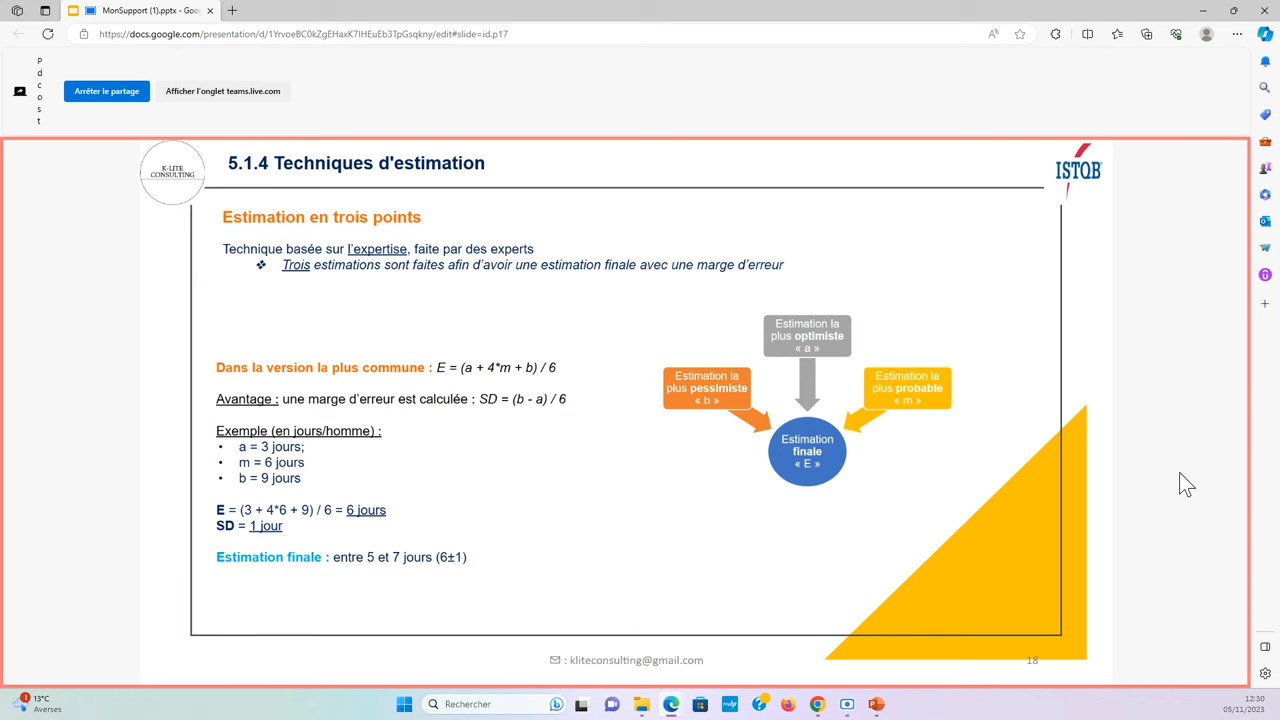 MonSupport (1).pptx - Goo
https://docs.google.com/presentation/d/1YrvoeBC0kZgEHaxK7IHEuEb3TpGsqkny/edit#slide=id.p17
P
d
c
o
s
t
Arrêter le partage
Afficher l'onglet teams.live.com
K-LITE
CONSULTING
5.1.4 Techniques d'estimation
ISTQB®
Estimation en trois points
Technique basée sur l'expertise, faite par des experts
❖ Trois estimations sont faites afin d'avoir une estimation finale avec une marge d'erreur
Estimation la
plus optimiste
« a »
Estimation la
plus pessimiste
« b »
Estimation la
plus probable
« m »
Estimation
finale
« E »
Dans la version la plus commune : E = (a + 4*m + b) / 6
Avantage : une marge d'erreur est calculée : SD = (b - a) / 6
Exemple (en jours/homme) :
• a = 3 jours;
• m = 6 jours
• b = 9 jours
E = (3 + 4*6 + 9) / 6 = 6 jours
SD = 1 jour
Estimation finale : entre 5 et 7 jours (6±1)
: kliteconsulting@gmail.com
18
1
13°C
Averses
Rechercher
12:30
05/11/2023